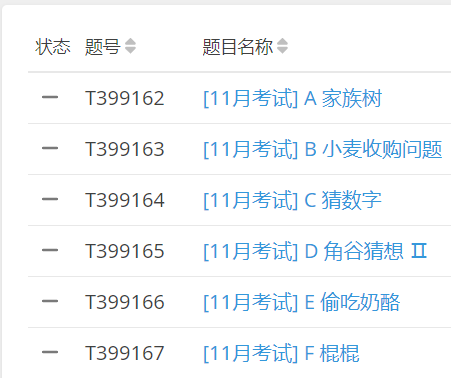 状态 题号 题目名称
— T399162 [11月考试] A 家族树
— T399163 [11月考试] B 小麦收购问题
— T399164 [11月考试] C 猜数字
— T399165 [11月考试] D 角谷猜想 Ⅱ
— T399166 [11月考试] E 偷吃奶酪
— T399167 [11月考试] F 棍棍